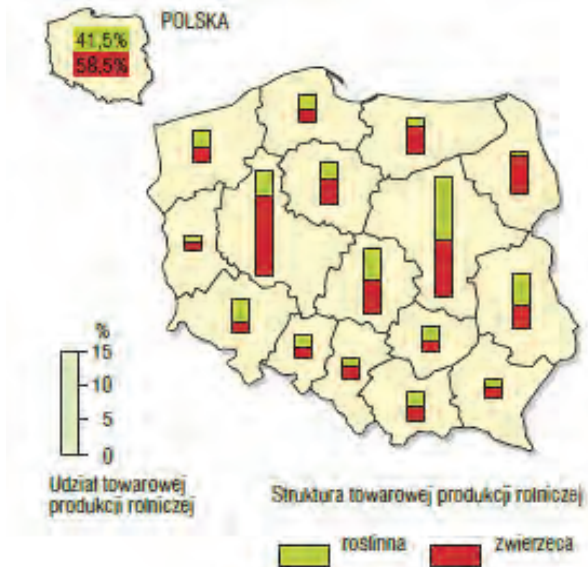 POLSKA
41,5%
58,5%
%
15
10
5
0
Udział towarowej
produkcji rolniczej
Struktura towarowej produkcji rolniczej
roślinna
zwierzęca